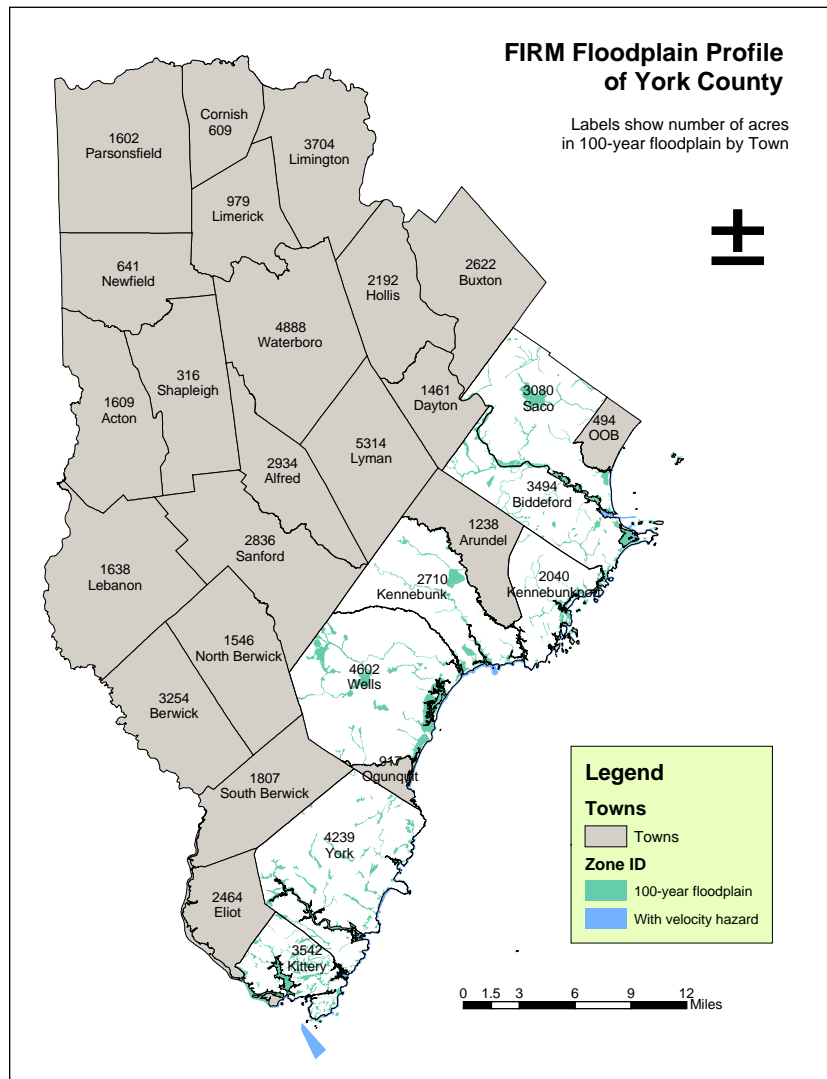 FIRM Floodplain Profile
of York County
Labels show number of acres
in 100-year floodplain by Town
Cornish
609
1602
Parsonsfield
3704
Limington
979
Limerick
641
Newfield
2192
Hollis
2622
Buxton
4888
Waterboro
316
Shapleigh
1609
Acton
1461
Dayton
3080
Saco
494
OOB
5314
Lyman
2934
Alfred
3494
Biddeford
1238
Arundel
2836
Sanford
1638
Lebanon
2710
Kennebunk
2040
Kennebunkport
1546
North Berwick
4602
Wells
3254
Berwick
917
Ogunquit
1807
South Berwick
4239
York
2464
Eliot
3542
Kittery
Legend
Towns
Towns
Zone ID
100-year floodplain
With velocity hazard
0 1.5 3 6 9 12
Miles